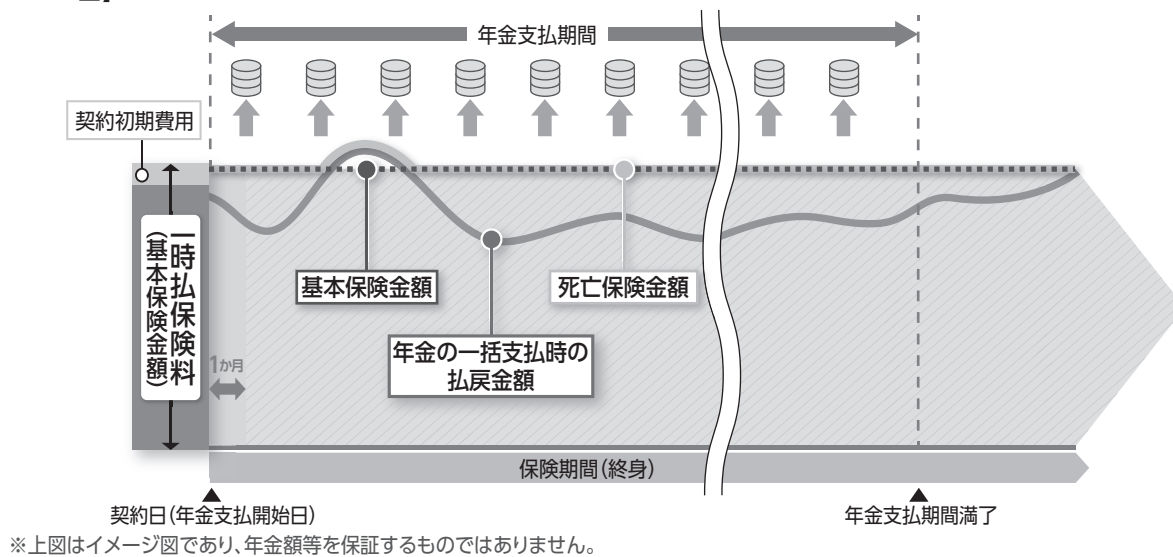 年金支払期間
契約初期費用
一時払保険料
(基本保険金額)
1か月
基本保険金額
死亡保険金額
年金の一括支払時の
払戻金額
保険期間(終身)
契約日(年金支払開始日)
年金支払期間満了
※上図はイメージ図であり、年金額等を保証するものではありません。